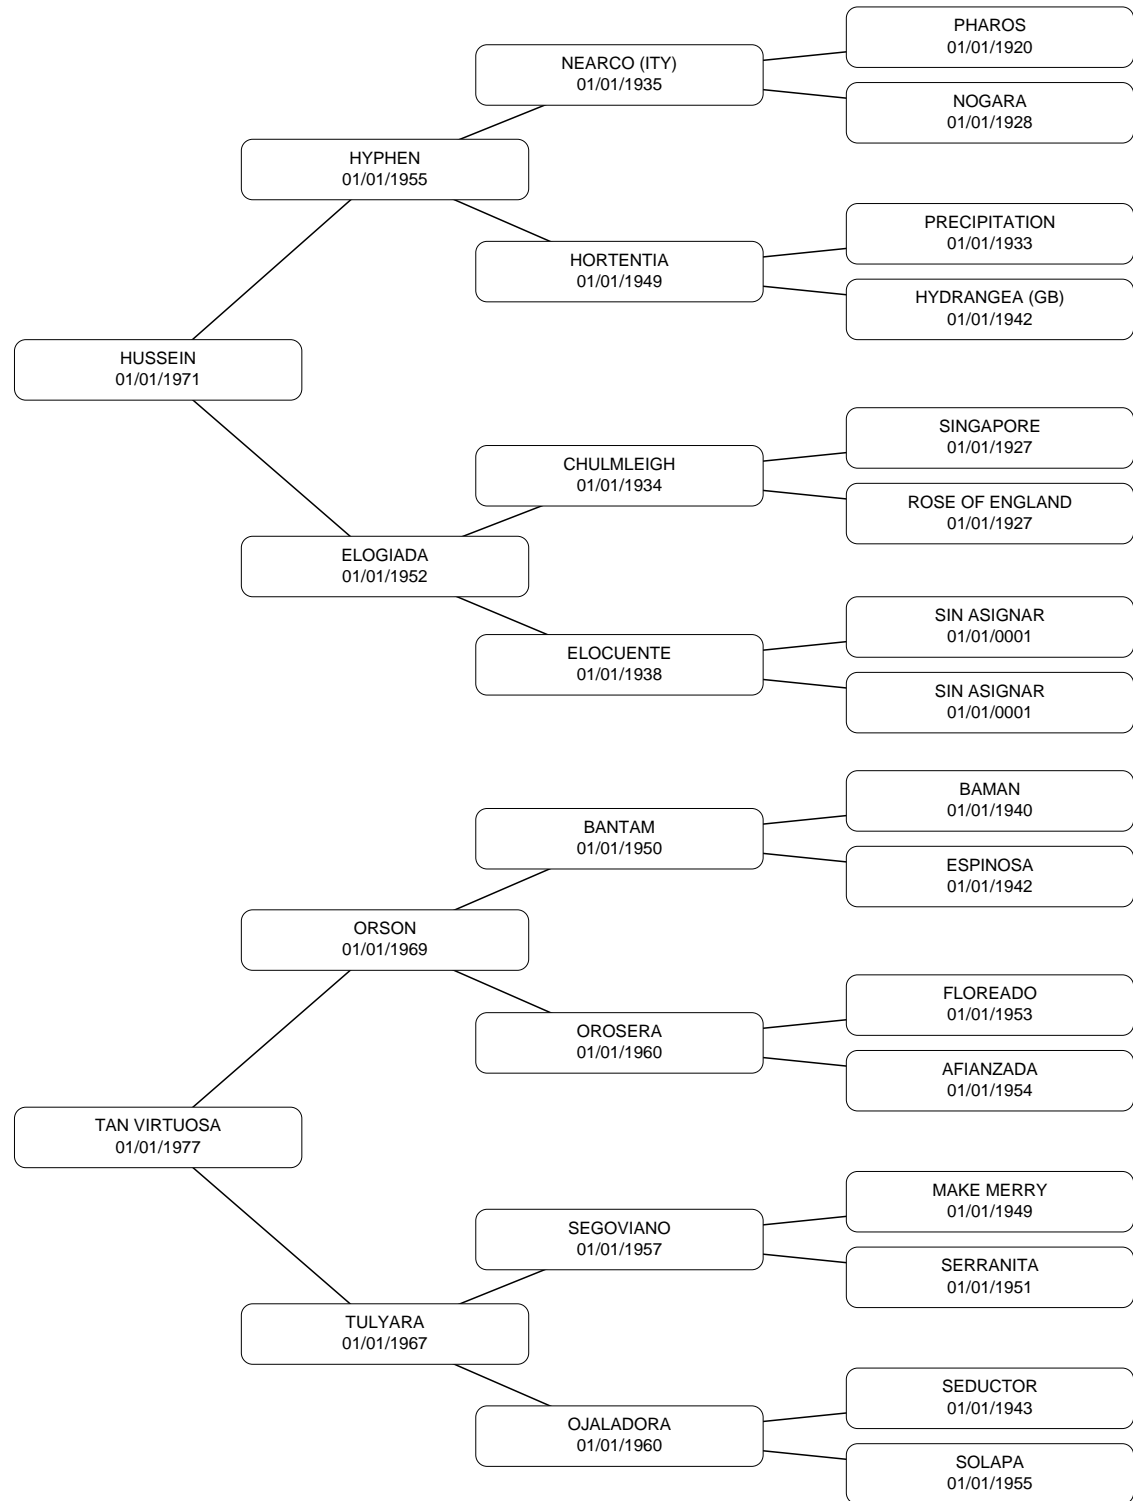 PHAROS
01/01/1920
NEARCO (ITY)
01/01/1935
NOGARA
01/01/1928
HYPHEN
01/01/1955
PRECIPITATION
01/01/1933
HORTENTIA
01/01/1949
HYDRANGEA (GB)
01/01/1942
HUSSEIN
01/01/1971
SINGAPORE
01/01/1927
CHULMLEIGH
01/01/1934
ROSE OF ENGLAND
01/01/1927
ELOGIADA
01/01/1952
SIN ASIGNAR
01/01/0001
ELOCUENTE
01/01/1938
SIN ASIGNAR
01/01/0001
BAMAN
01/01/1940
BANTAM
01/01/1950
ESPINOSA
01/01/1942
ORSON
01/01/1969
FLOREADO
01/01/1953
OROSERA
01/01/1960
AFIANZADA
01/01/1954
TAN VIRTUOSA
01/01/1977
MAKE MERRY
01/01/1949
SEGOVIANO
01/01/1957
SERRANITA
01/01/1951
TULYARA
01/01/1967
SEDUCTOR
01/01/1943
OJALADORA
01/01/1960
SOLAPA
01/01/1955